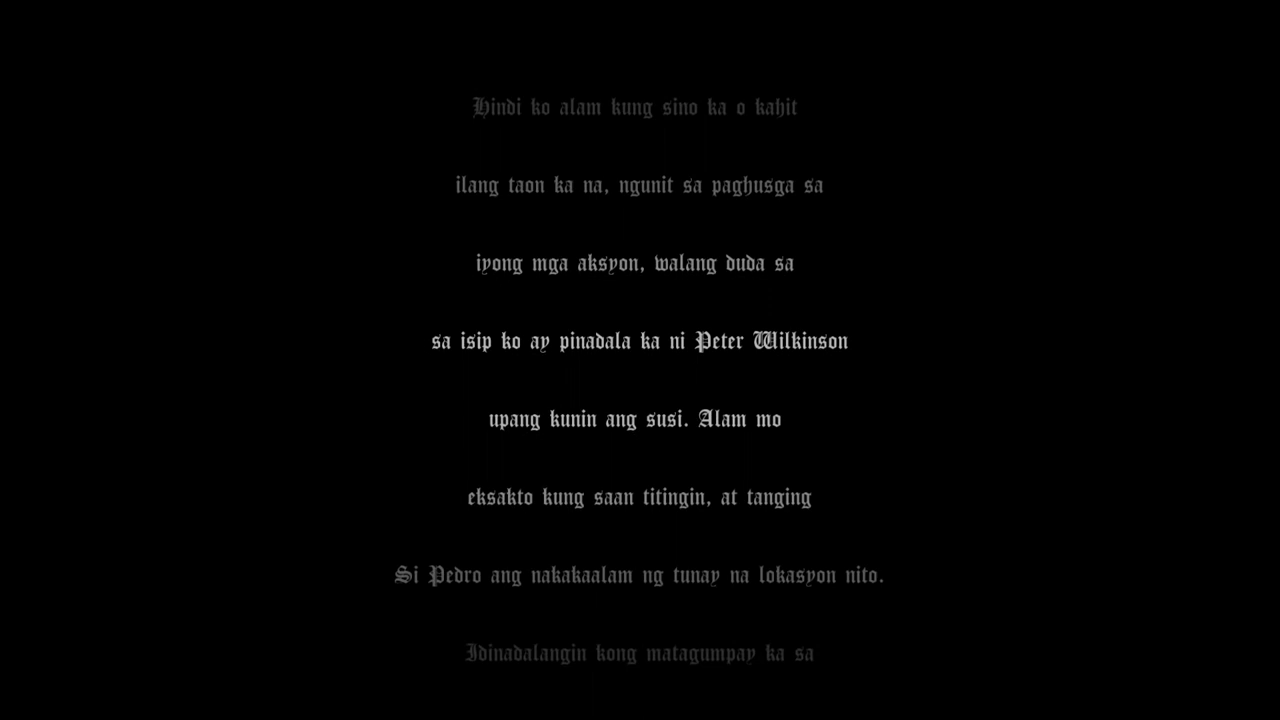 Hindi ko alam kung sino ka o kahit
ilang taon ka na, ngunit sa paghusga sa
iyong mga aksyon, walang duda sa
sa isip ko ay pinadala ka ni Peter Wilkinson
upang kunin ang susi. Alam mo
eksakto kung saan titingin, at tanging
Si Pedro ang nakakaalam ng tunay na lokasyon nito.
Idinadalangin kong matagumpay ka sa